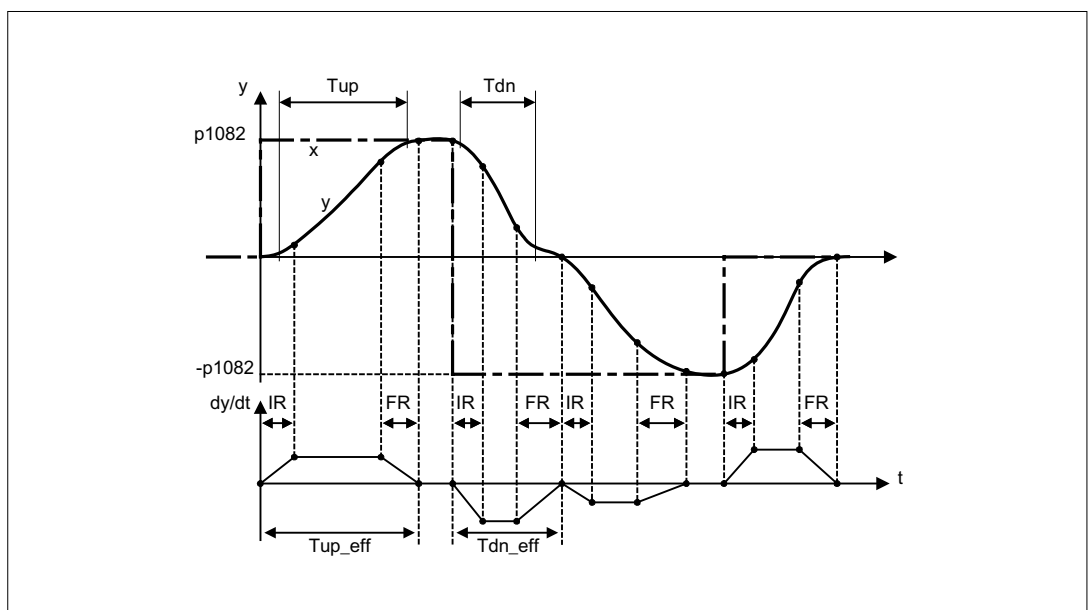 y Tup Tdn
p1082
x
y
-p1082
dy/dt IR FR IR FR IR FR IR FR
t
Tup_eff Tdn_eff